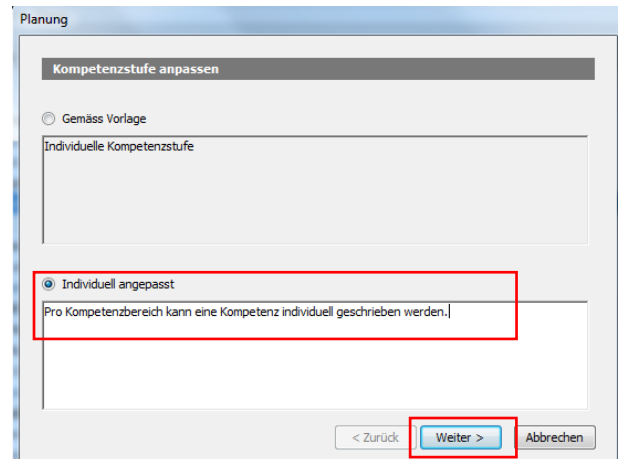 Planung
Kompetenzstufe anpassen
Gemäss Vorlage
Individuelle Kompetenzstufe
Individuell angepasst
Pro Kompetenzbereich kann eine Kompetenz individuell geschrieben werden.
< Zurück Weiter > Abbrechen